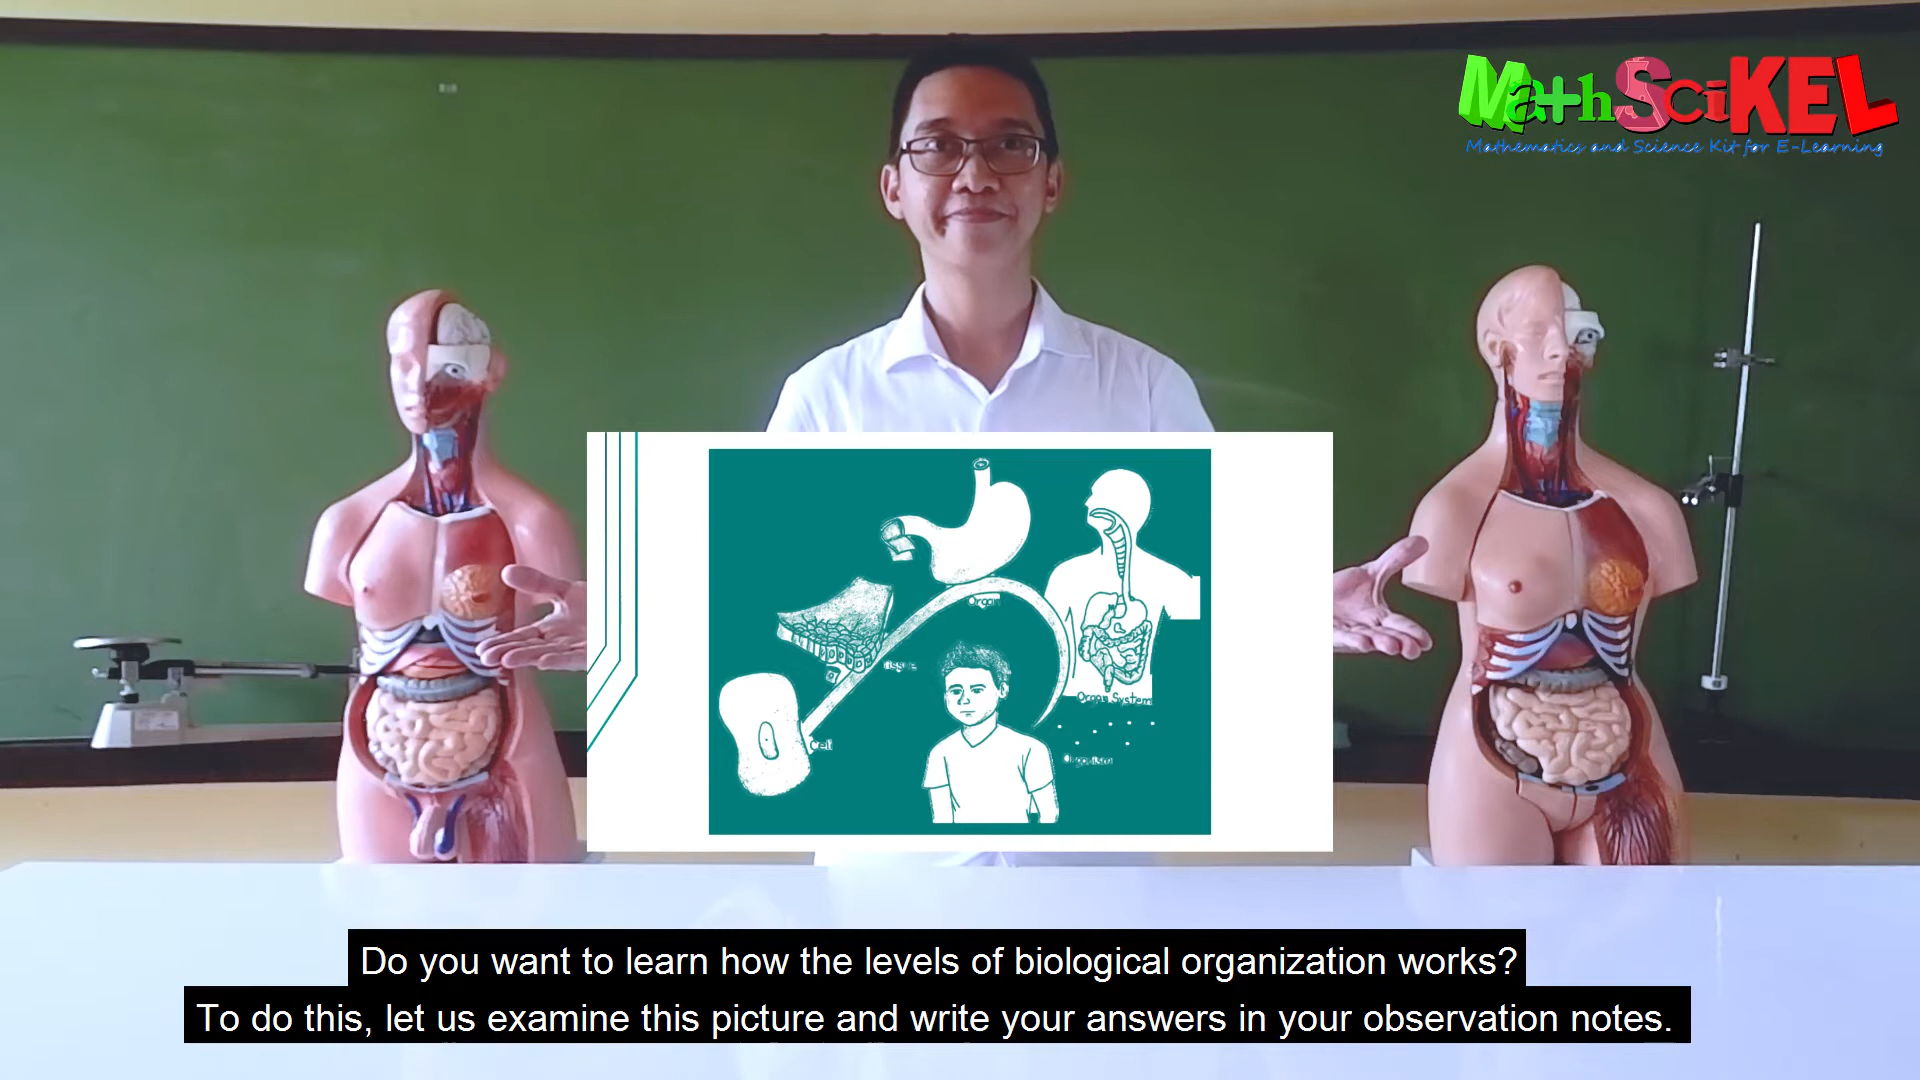 MathSciKEL
Mathematics and Science Kit for E-Learning
Organ
Tissue
Organ System
Cell
Organism
Do you want to learn how the levels of biological organization works?
To do this, let us examine this picture and write your answers in your observation notes.